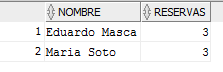 NOMBRE RESERVAS
1 Eduardo Masca 3
2 Maria Soto 3